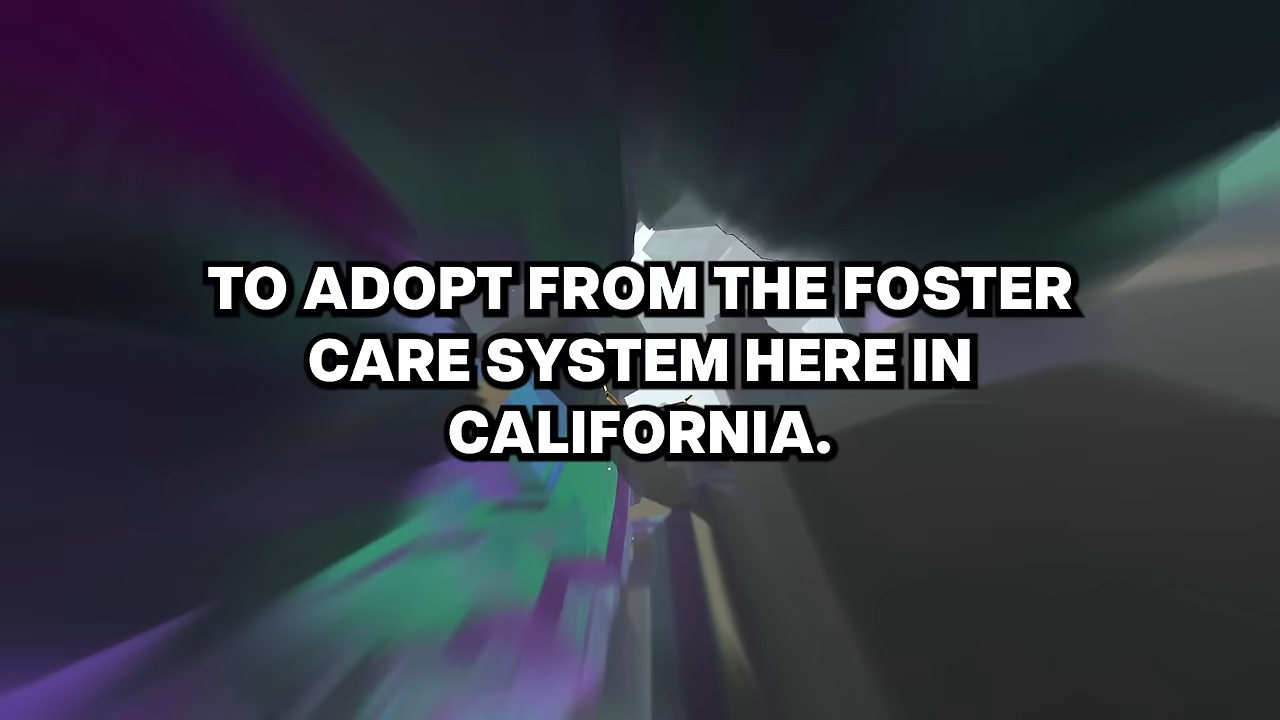 TO ADOPT FROM THE FOSTER
CARE SYSTEM HERE IN
CALIFORNIA.